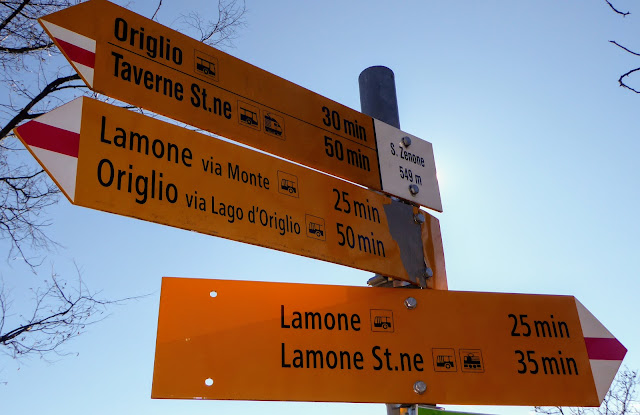 Origlio 30 min
Taverne St.ne 50 min
S. Zenone
549 m
Lamone via Monte 25 min
Origlio via Lago d'Origlio 50 min
Lamone 25 min
Lamone St.ne 35 min